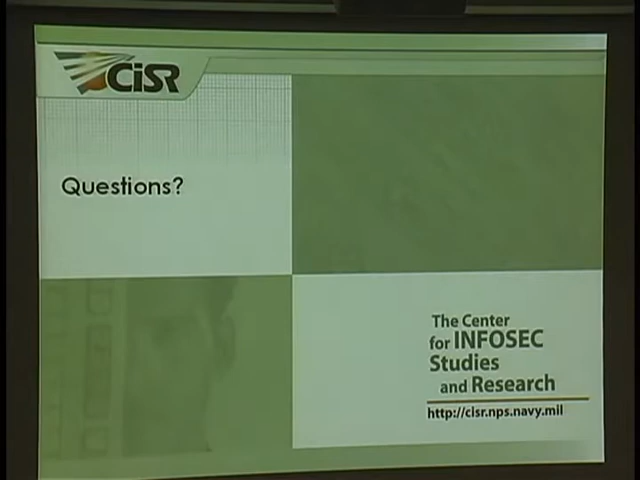 CISR
Questions?
The Center
for INFOSEC
Studies
and Research
http://cisr.nps.navy.mil